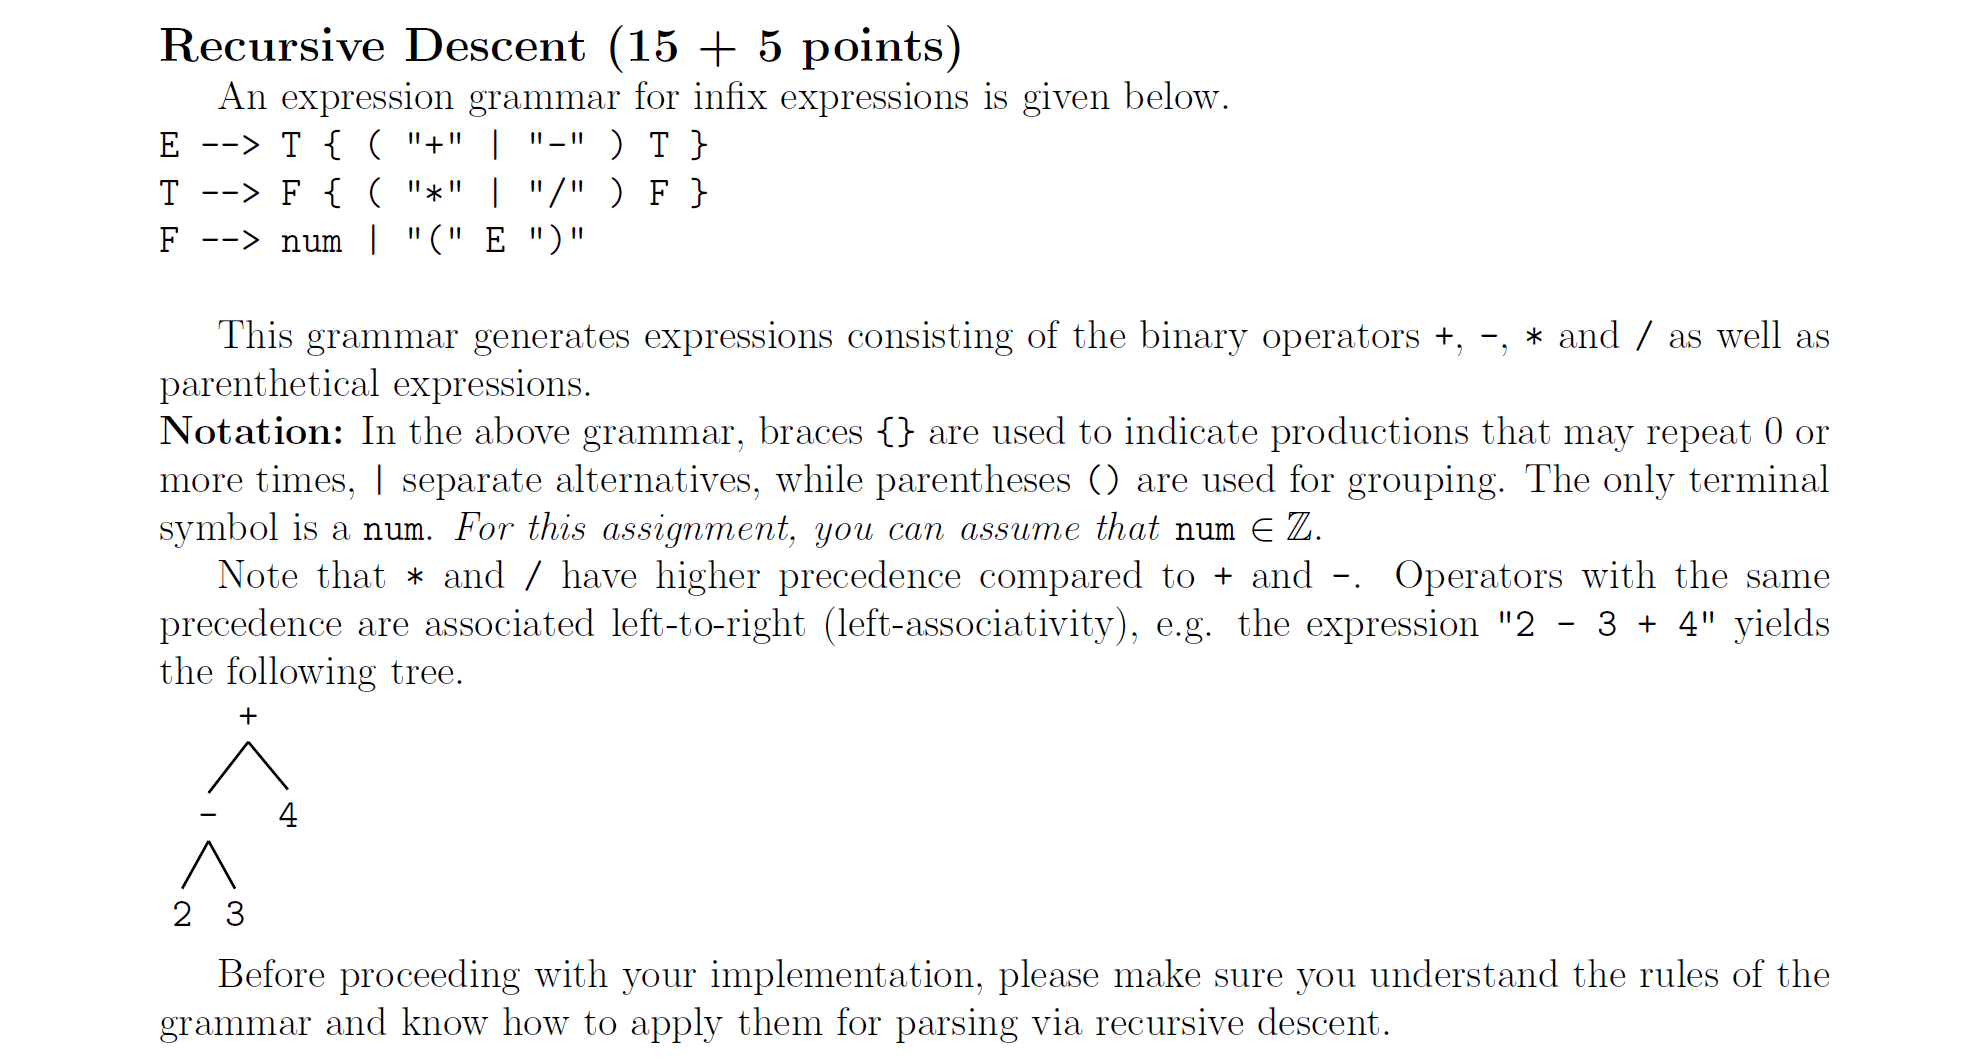 Recursive Descent (15 + 5 points)
An expression grammar for infix expressions is given below.
E --> T { ( "+" | "-" ) T }
T --> F { ( "*" | "/" ) F }
F --> num | "(" E ")"
This grammar generates expressions consisting of the binary operators +, -, * and / as well as
parenthetical expressions.
Notation: In the above grammar, braces {} are used to indicate productions that may repeat 0 or
more times, | separate alternatives, while parentheses () are used for grouping. The only terminal
symbol is a num. For this assignment, you can assume that num ∈ ℤ.
Note that * and / have higher precedence compared to + and -. Operators with the same
precedence are associated left-to-right (left-associativity), e.g. the expression "2 - 3 + 4" yields
the following tree.
+
- 4
2 3
Before proceeding with your implementation, please make sure you understand the rules of the
grammar and know how to apply them for parsing via recursive descent.